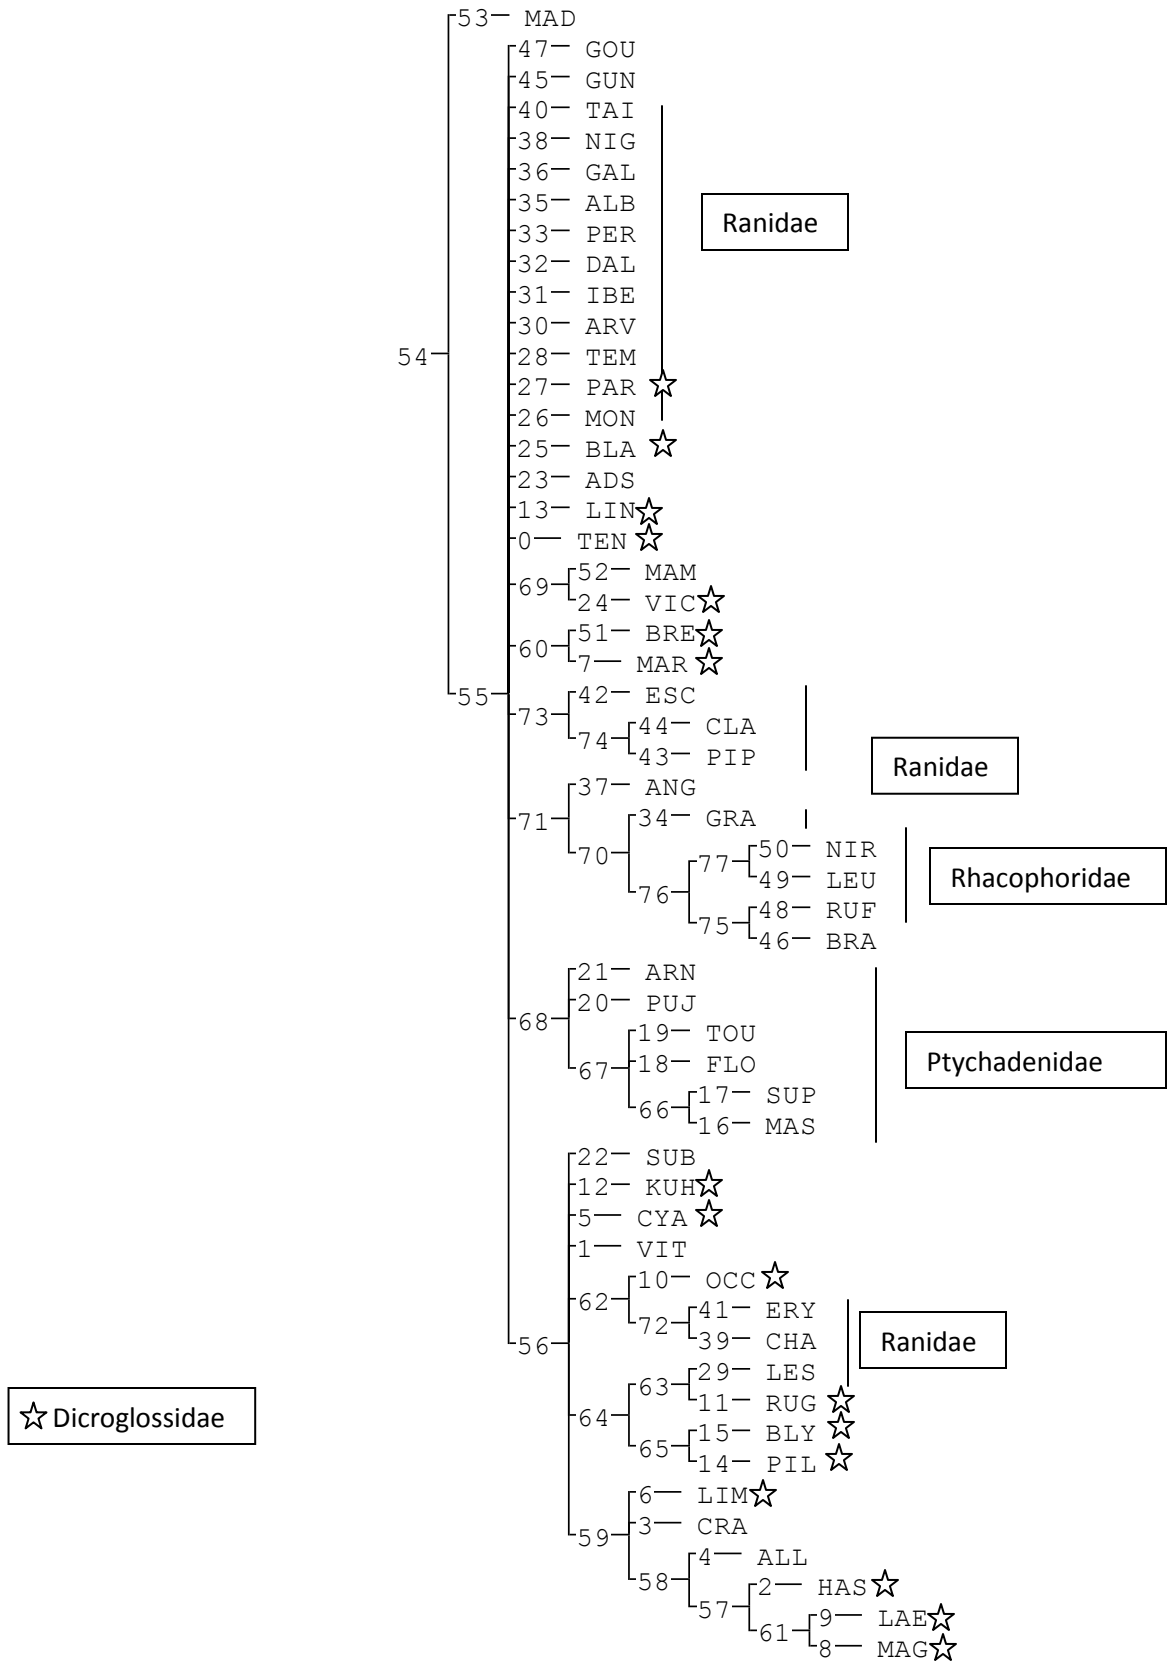 53 MAD
47 GOU
45 GUN
40 TAI
38 NIG
36 GAL
35 ALB
Ranidae
33 PER
32 DAL
31 IBE
30 ARV
54
28 TEM
27 PAR
26 MON
25 BLA
23 ADS
13 LIN
0 TEN
52 MAM
69
24 VIC
51 BRE
60
7 MAR
55
42 ESC
73
44 CLA
74
43 PIP
Ranidae
37 ANG
34 GRA
71
50 NIR
70
77
49 LEU
Rhacophoridae
76
48 RUF
75
46 BRA
21 ARN
20 PUJ
68
19 TOU
18 FLO
Ptychadenidae
67
17 SUP
66
16 MAS
22 SUB
12 KUH
5 CYA
1 VIT
10 OCC
62
41 ERY
72
39 CHA
Ranidae
56
29 LES
63
11 RUG
64
☆ Dicroglossidae
15 BLY
65
14 PIL
6 LIM
3 CRA
59
4 ALL
58
2 HAS
57
9 LAE
61
8 MAG